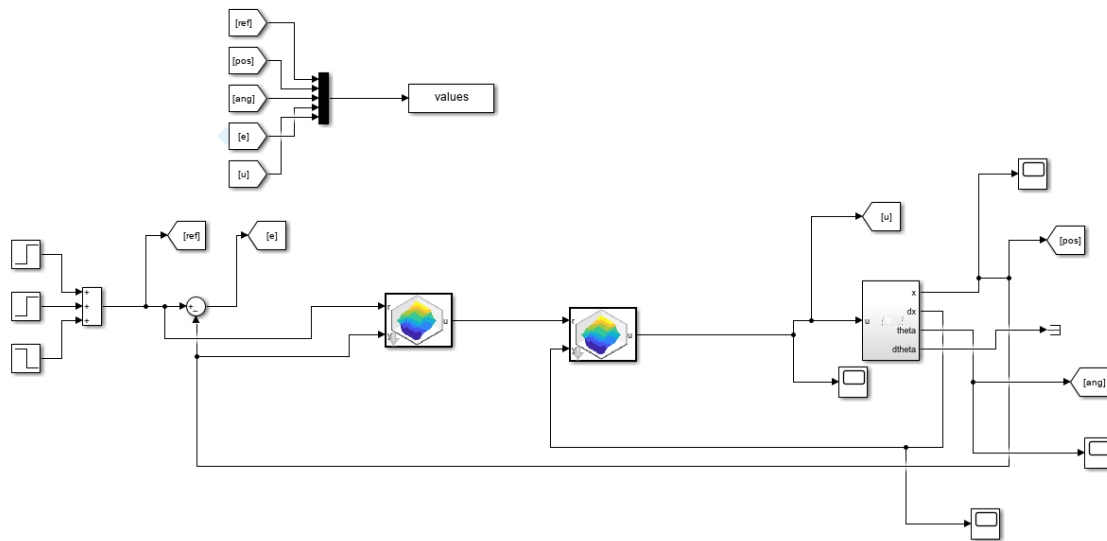 [ref]
[pos]
[ang]
[e]
[u]
values
[ref]
[e]
[u]
[pos]
+
+
+
+
-
r
u
r
u
u
x
dx
theta
dtheta
[ang]